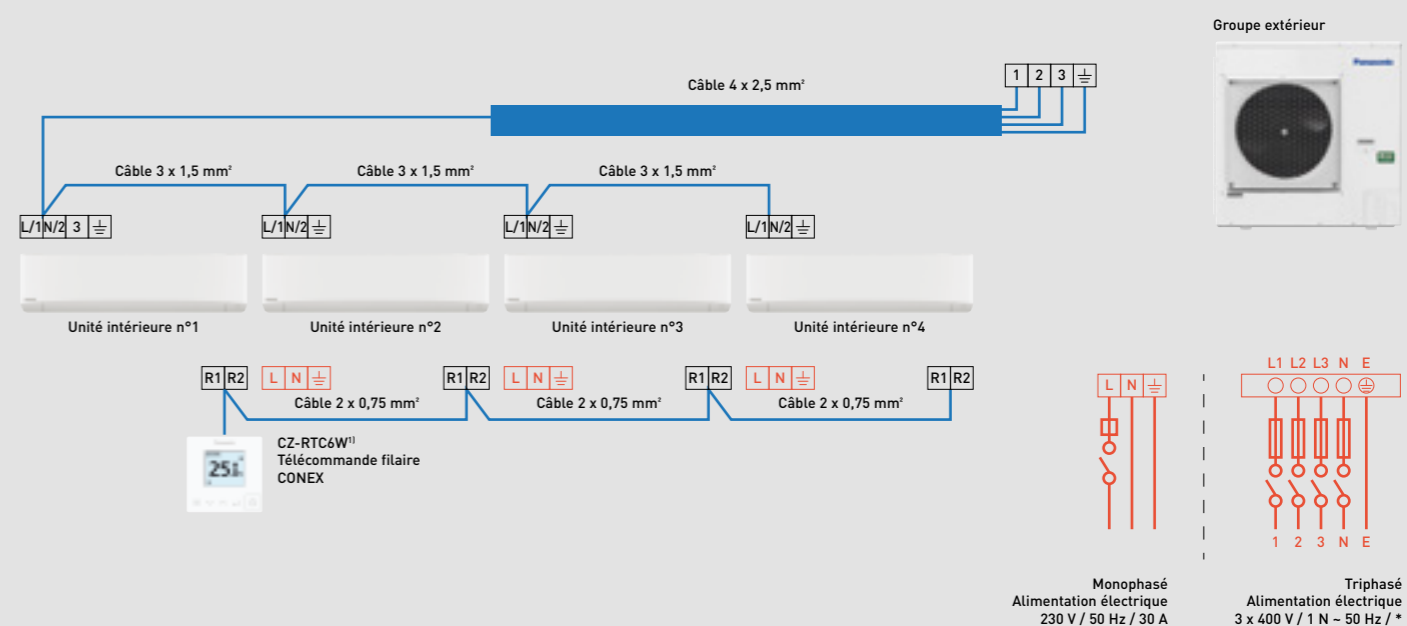 Groupe extérieur
Panasonic
Câble 4 x 2,5 mm²
1 2 3
Câble 3 x 1,5 mm²
Câble 3 x 1,5 mm²
Câble 3 x 1,5 mm²
L/1 N/2 3
L/1 N/2
L/1 N/2
L/1 N/2
Unité intérieure n°1
Unité intérieure n°2
Unité intérieure n°3
Unité intérieure n°4
R1 R2
L N
R1 R2
L N
R1 R2
L N
R1 R2
Câble 2 x 0,75 mm²
Câble 2 x 0,75 mm²
Câble 2 x 0,75 mm²
CZ-RTC6W¹⁾
Télécommande filaire
CONEX
L N
L1 L2 L3 N E
1 2 3 N E
Monophasé
Alimentation électrique
230 V / 50 Hz / 30 A
Triphasé
Alimentation électrique
3 x 400 V / 1 N ~ 50 Hz / *